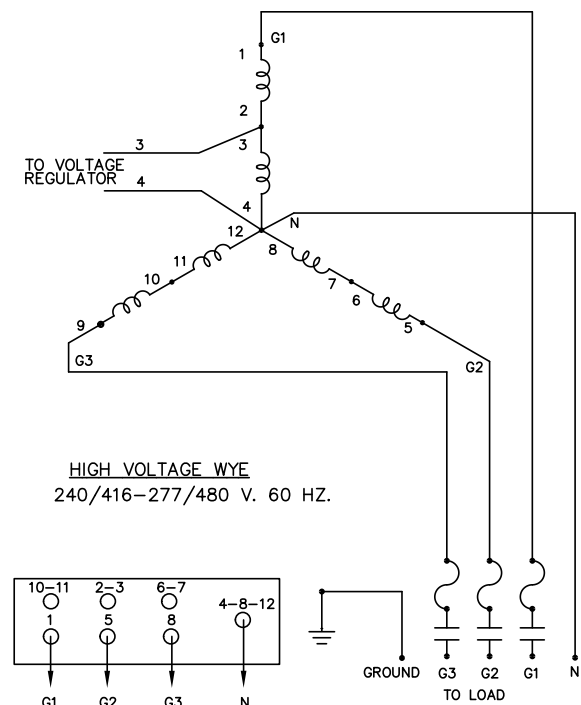 G1
1
2
3
3
TO VOLTAGE
REGULATOR
4
4
N
12
8
11
7
10
6
9
5
G3
G2
HIGH VOLTAGE WYE
240/416-277/480 V. 60 HZ.
10-11 2-3 6-7
4-8-12
1 5 8
G1 G2 G3 N
GROUND G3 G2 G1 N
TO LOAD